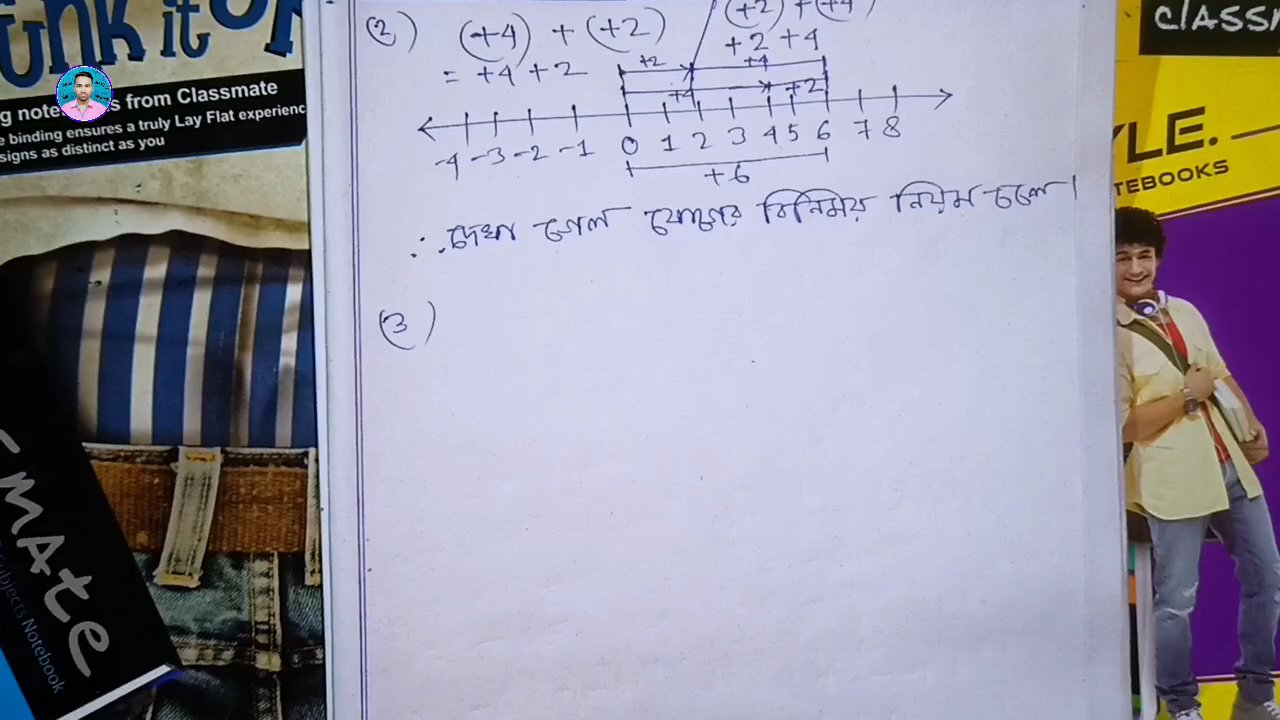 (2) (+4) + (+2)
= +4 + 2
(+2) + (+4)
+2 +4
+2 +4
+4 +2
-4 -3 -2 -1 0 1 2 3 4 5 6 7 8
+6
∴ দেখা গেল যোগের বিনিময় নিয়ম চলে।
(3)
unk it
notes from Classmate
binding ensures a truly Lay Flat experienc
signs as distinct as you
mate
Subjects Notebook
CLASSM
YLE.
TEBOOKS